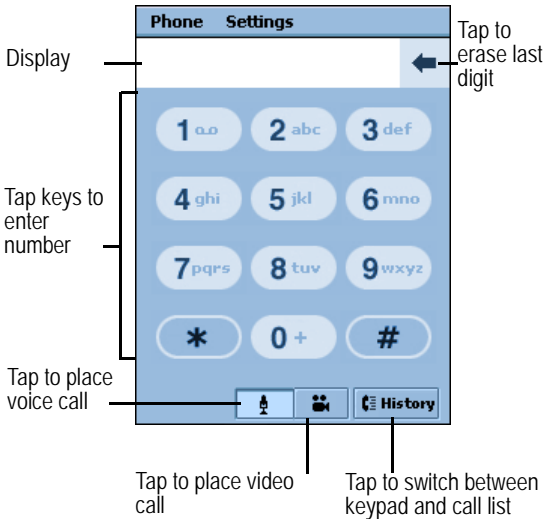 Phone Settings
Tap to
erase last
digit
Display
1 2 abc 3 def
Tap keys to
enter
number
4 ghi 5 jkl 6 mno
7 pqrs 8 tuv 9 wxyz
* 0 + #
Tap to place
voice call
History
Tap to place video
call
Tap to switch between
keypad and call list